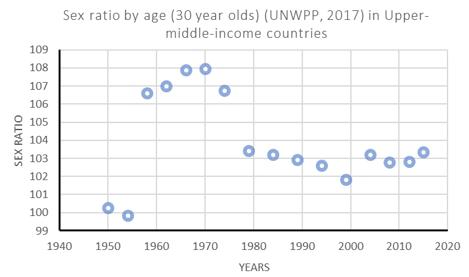 Sex ratio by age (30 year olds) (UNWPP, 2017) in Upper-
middle-income countries
109
108
107
106
105
104
103
102
101
100
99
SEX RATIO
1940 1950 1960 1970 1980 1990 2000 2010 2020
YEARS